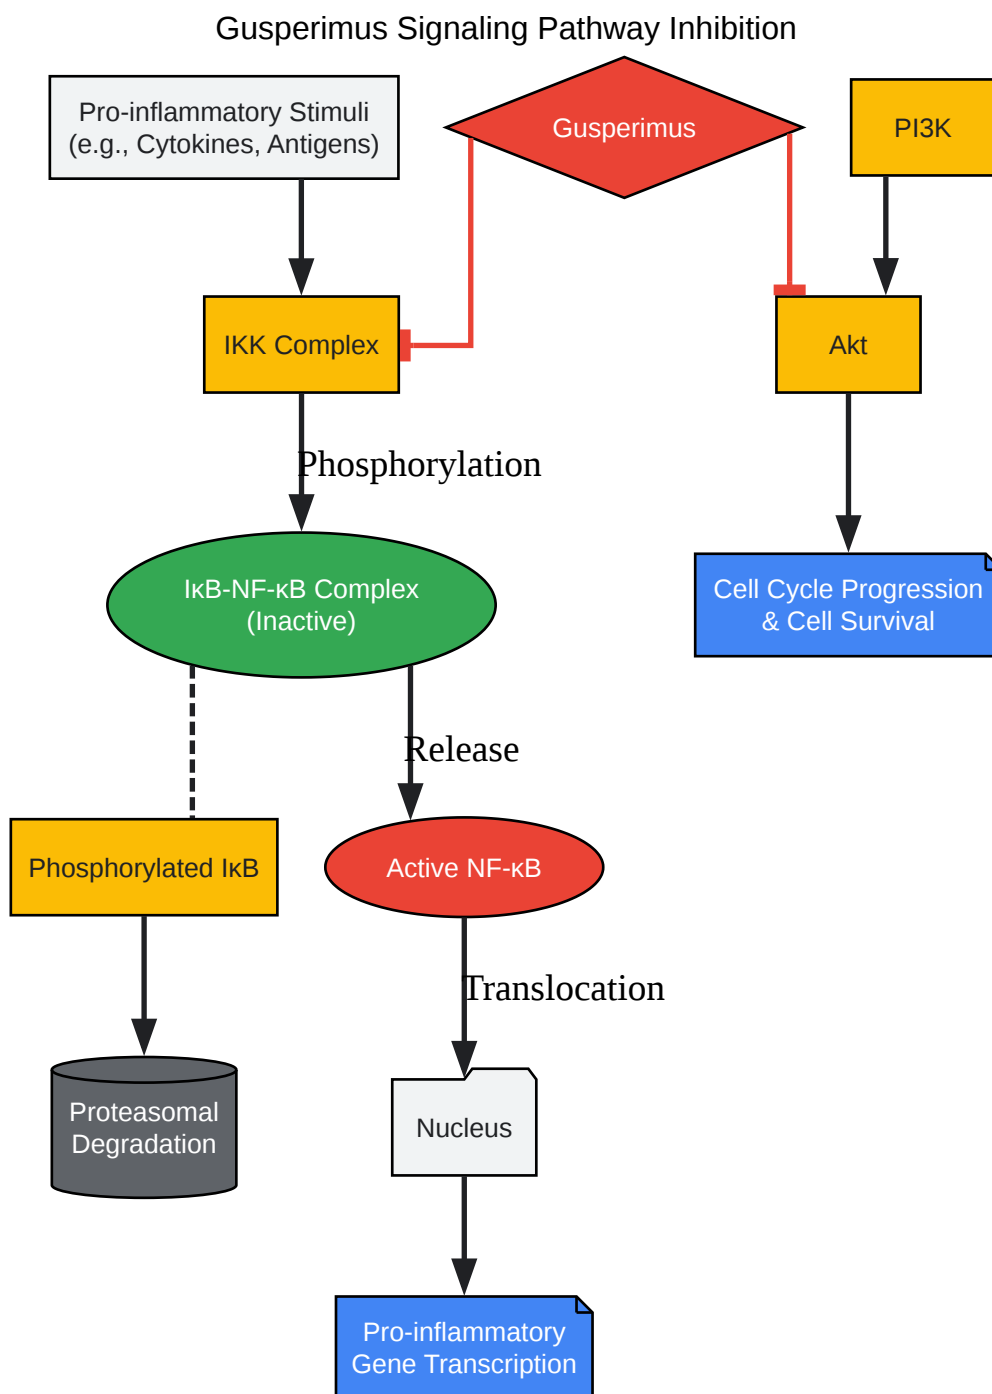 Gusperimus Signaling Pathway Inhibition
Pro-inflammatory Stimuli
(e.g., Cytokines, Antigens)
Gusperimus
PI3K
IKK Complex
Akt
Phosphorylation
IκB-NF-κB Complex
(Inactive)
Cell Cycle Progression
& Cell Survival
Release
Phosphorylated IκB
Active NF-κB
Translocation
Proteasomal
Degradation
Nucleus
Pro-inflammatory
Gene Transcription